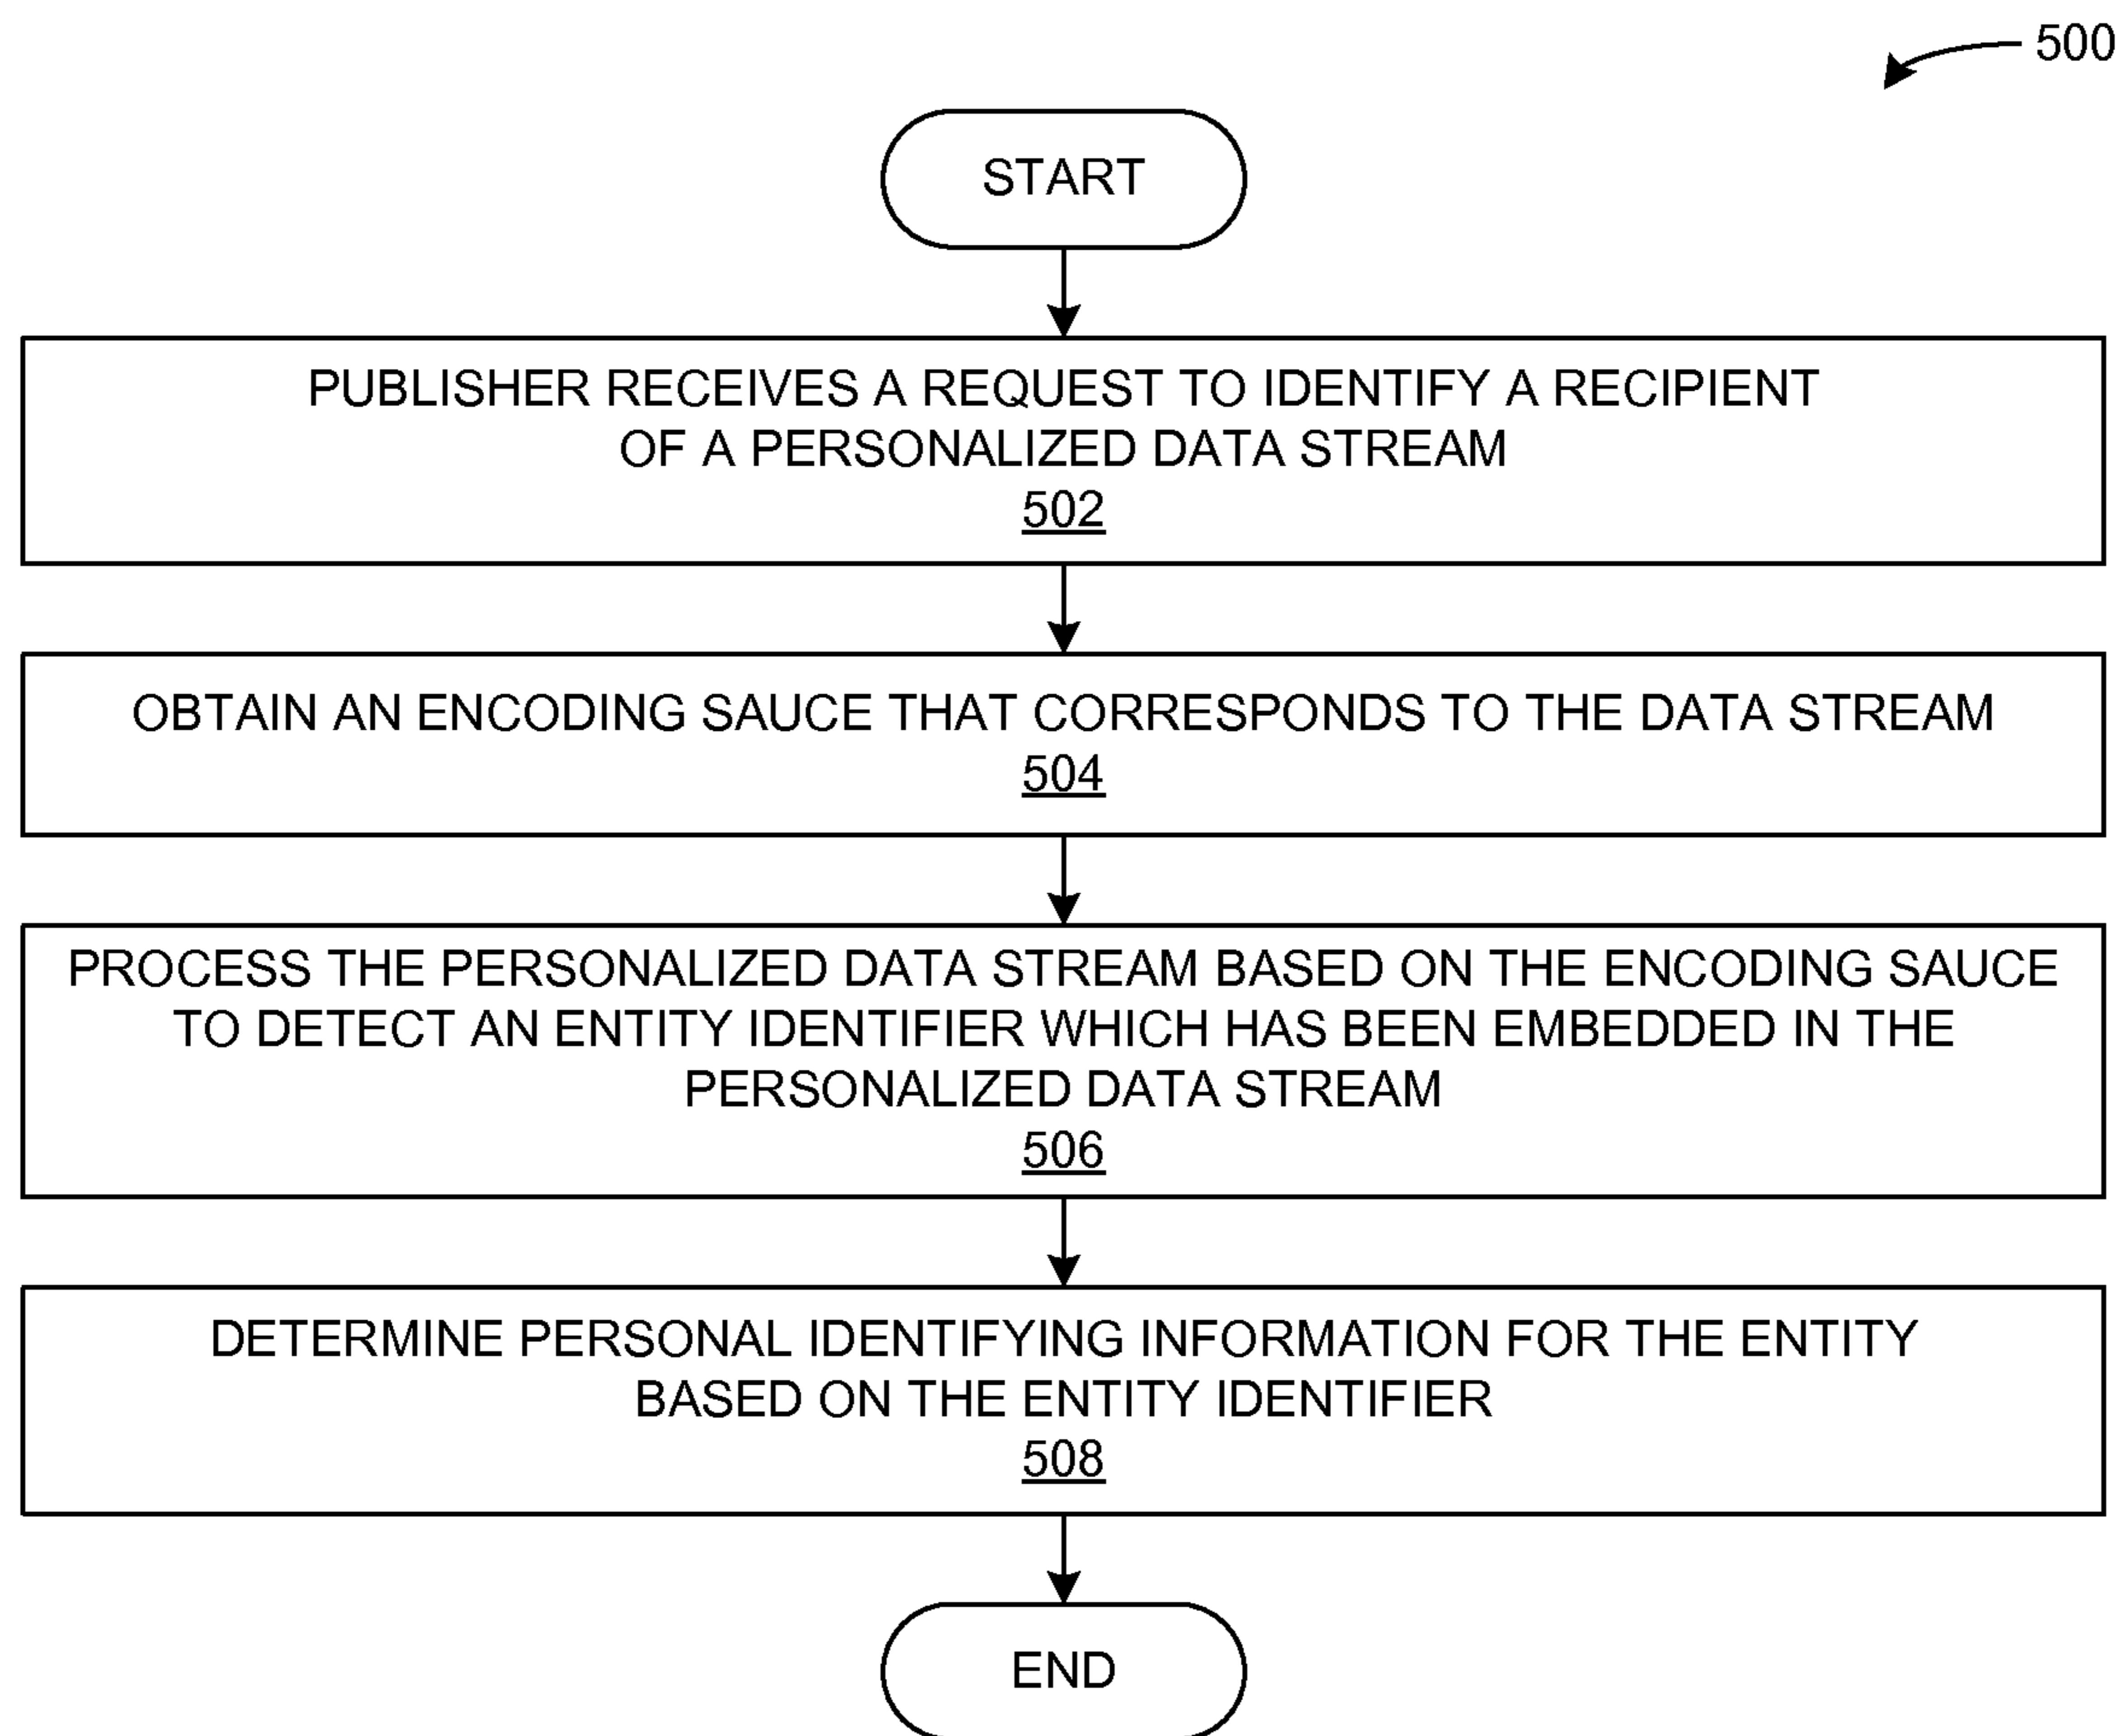 500
START
PUBLISHER RECEIVES A REQUEST TO IDENTIFY A RECIPIENT
OF A PERSONALIZED DATA STREAM
502
OBTAIN AN ENCODING SAUCE THAT CORRESPONDS TO THE DATA STREAM
504
PROCESS THE PERSONALIZED DATA STREAM BASED ON THE ENCODING SAUCE
TO DETECT AN ENTITY IDENTIFIER WHICH HAS BEEN EMBEDDED IN THE
PERSONALIZED DATA STREAM
506
DETERMINE PERSONAL IDENTIFYING INFORMATION FOR THE ENTITY
BASED ON THE ENTITY IDENTIFIER
508
END